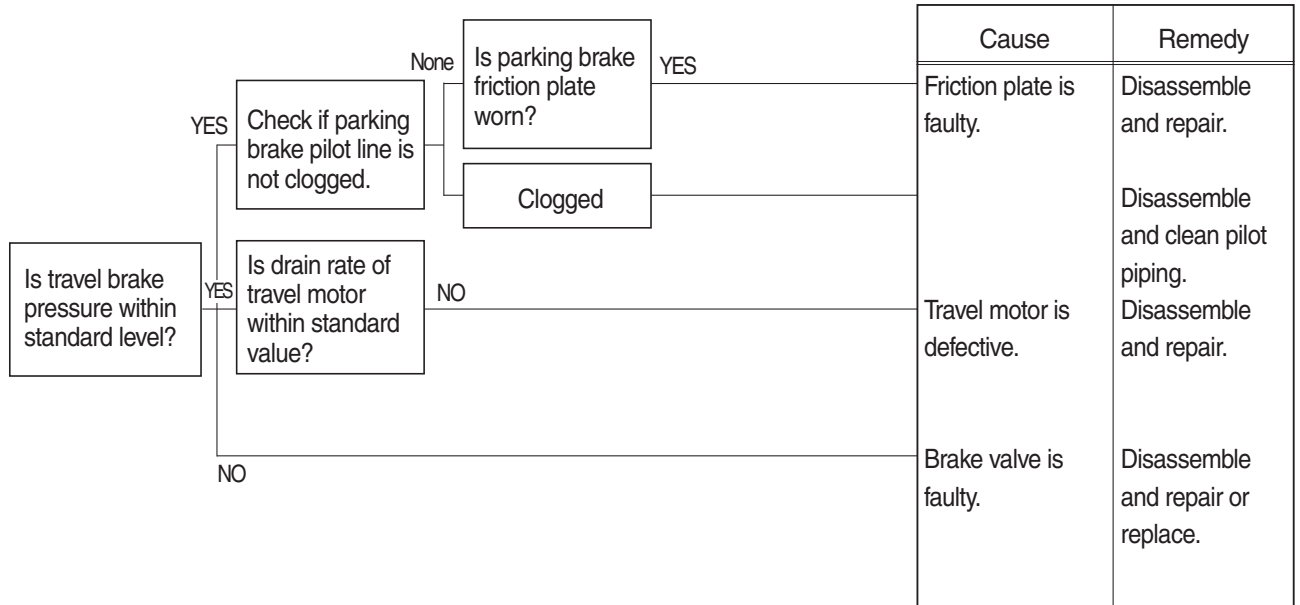 Cause
Remedy
None
Is parking brake
friction plate
worn?
YES
Friction plate is
faulty.
Disassemble
and repair.
YES
Check if parking
brake pilot line is
not clogged.
Clogged
Disassemble
and clean pilot
piping.
Is travel brake
pressure within
standard level?
YES
Is drain rate of
travel motor
within standard
value?
NO
Travel motor is
defective.
Disassemble
and repair.
NO
Brake valve is
faulty.
Disassemble
and repair or
replace.